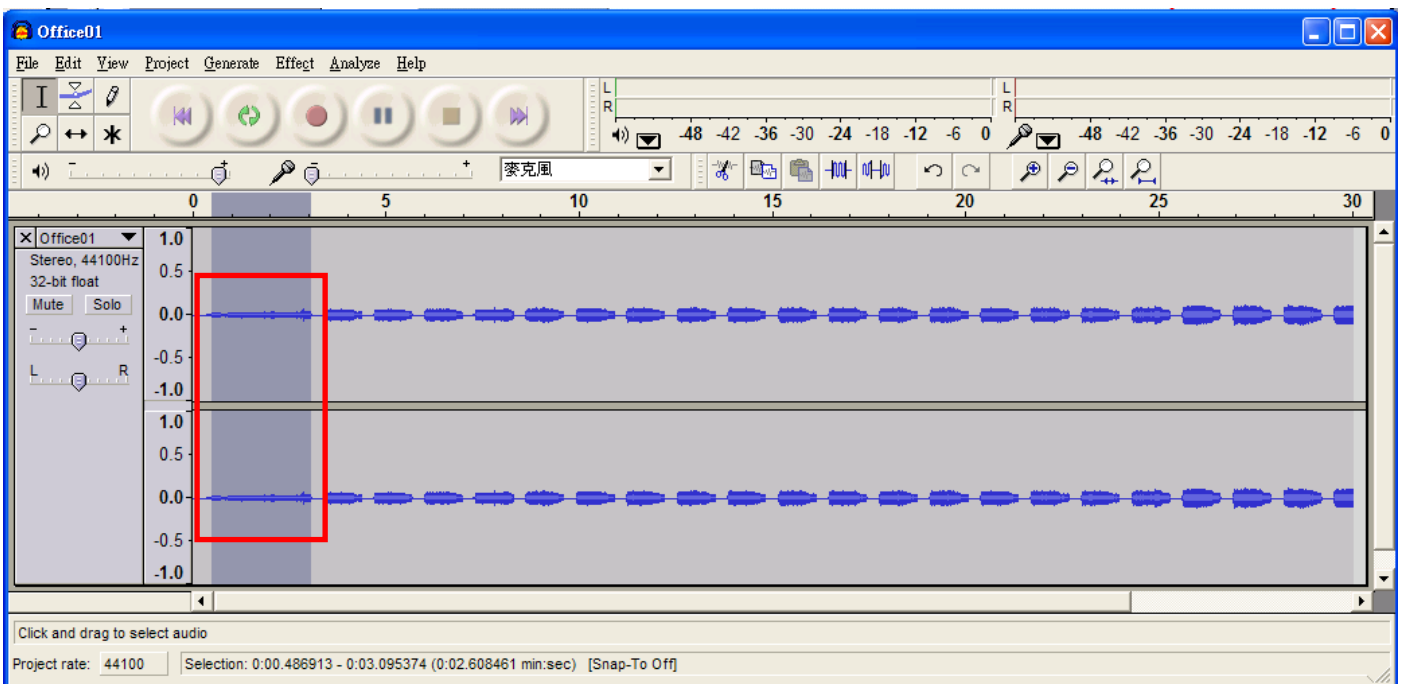 Office01
File Edit View Project Generate Effect Analyze Help
L
R
-48 -42 -36 -30 -24 -18 -12 -6 0
L
R
-48 -42 -36 -30 -24 -18 -12 -6 0
- + - + 麥克風
0 5 10 15 20 25 30
X Office01
Stereo, 44100Hz
32-bit float
Mute Solo
- +
L R
1.0
0.5
0.0
-0.5
-1.0
1.0
0.5
0.0
-0.5
-1.0
Click and drag to select audio
Project rate: 44100 Selection: 0:00.486913 - 0:03.095374 (0:02.608461 min:sec) [Snap-To Off]